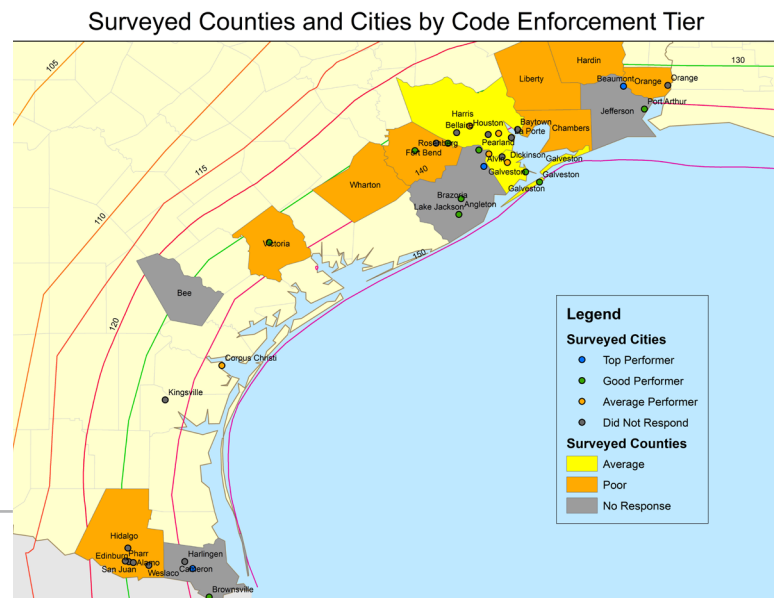 Surveyed Counties and Cities by Code Enforcement Tier
105
130
Hardin
Liberty
Beaumont
Orange
Orange
Port Arthur
Jefferson
Harris
Houston
Bellaire
Baytown
La Porte
Chambers
Rosenberg
Pearland
Fort Bend
Alvin
Dickinson
Galveston
115
140
Galveston
Galveston
Wharton
Galveston
Brazoria
Lake Jackson
Angleton
110
Victoria
150
Bee
120
Corpus Christi
Kingsville
Hidalgo
Pharr
Edinburg
Alamo
San Juan
Weslaco
Harlingen
Cameron
Brownsville
Legend
Surveyed Cities
Top Performer
Good Performer
Average Performer
Did Not Respond
Surveyed Counties
Average
Poor
No Response